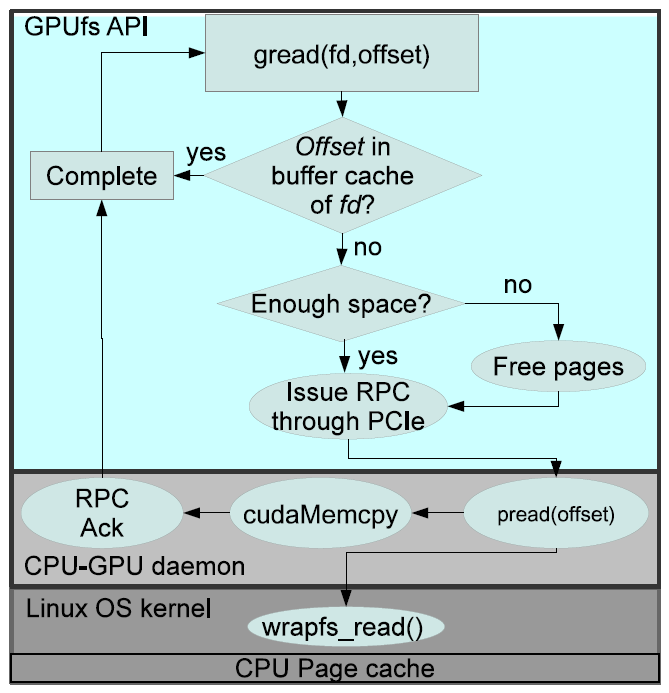 GPUfs API
gread(fd,offset)
yes
Offset in
buffer cache
of fd?
Complete
no
Enough space?
no
yes
Free pages
Issue RPC
through PCIe
RPC
Ack
cudaMemcpy
pread(offset)
CPU-GPU daemon
Linux OS kernel
wrapfs_read()
CPU Page cache